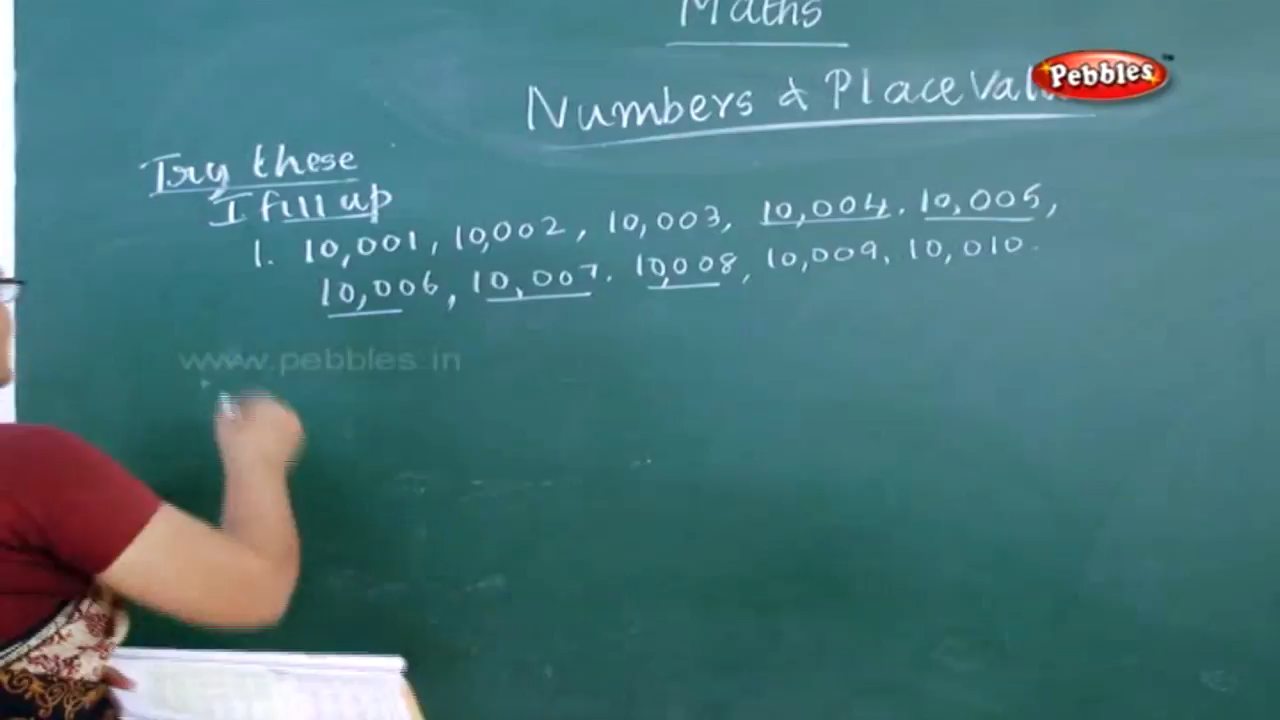 Maths
Pebbles™
Numbers & Place Val
Try these
I fill up
1. 10,001, 10,002, 10,003, 10,004, 10,005,
10,006, 10,007, 10,008, 10,009, 10,010.
www.pebbles.in